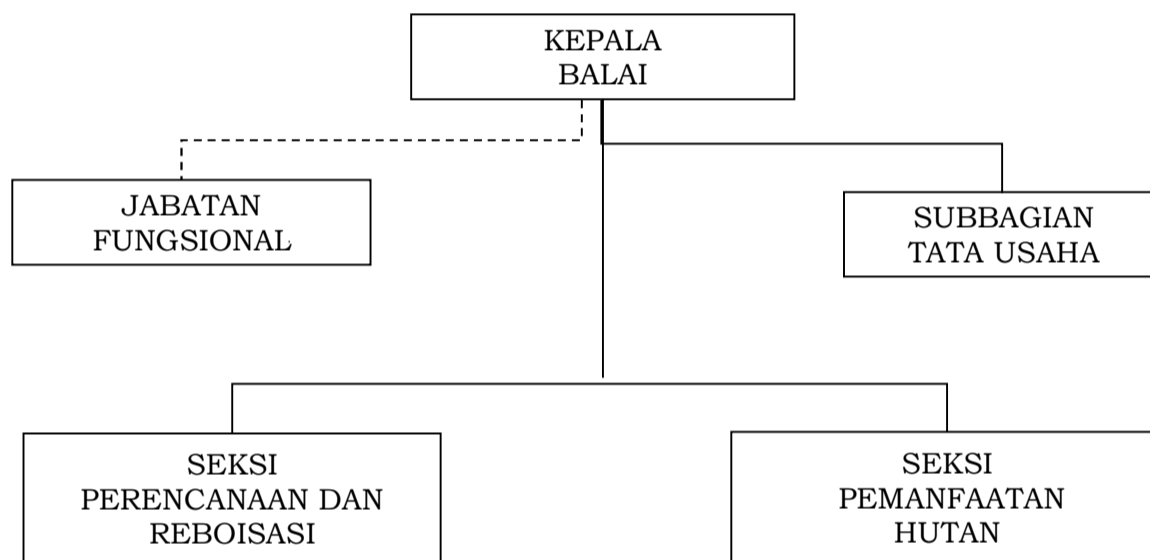 KEPALA
BALAI
JABATAN
FUNGSIONAL
SUBBAGIAN
TATA USAHA
SEKSI
PERENCANAAN DAN
REBOISASI
SEKSI
PEMANFAATAN
HUTAN